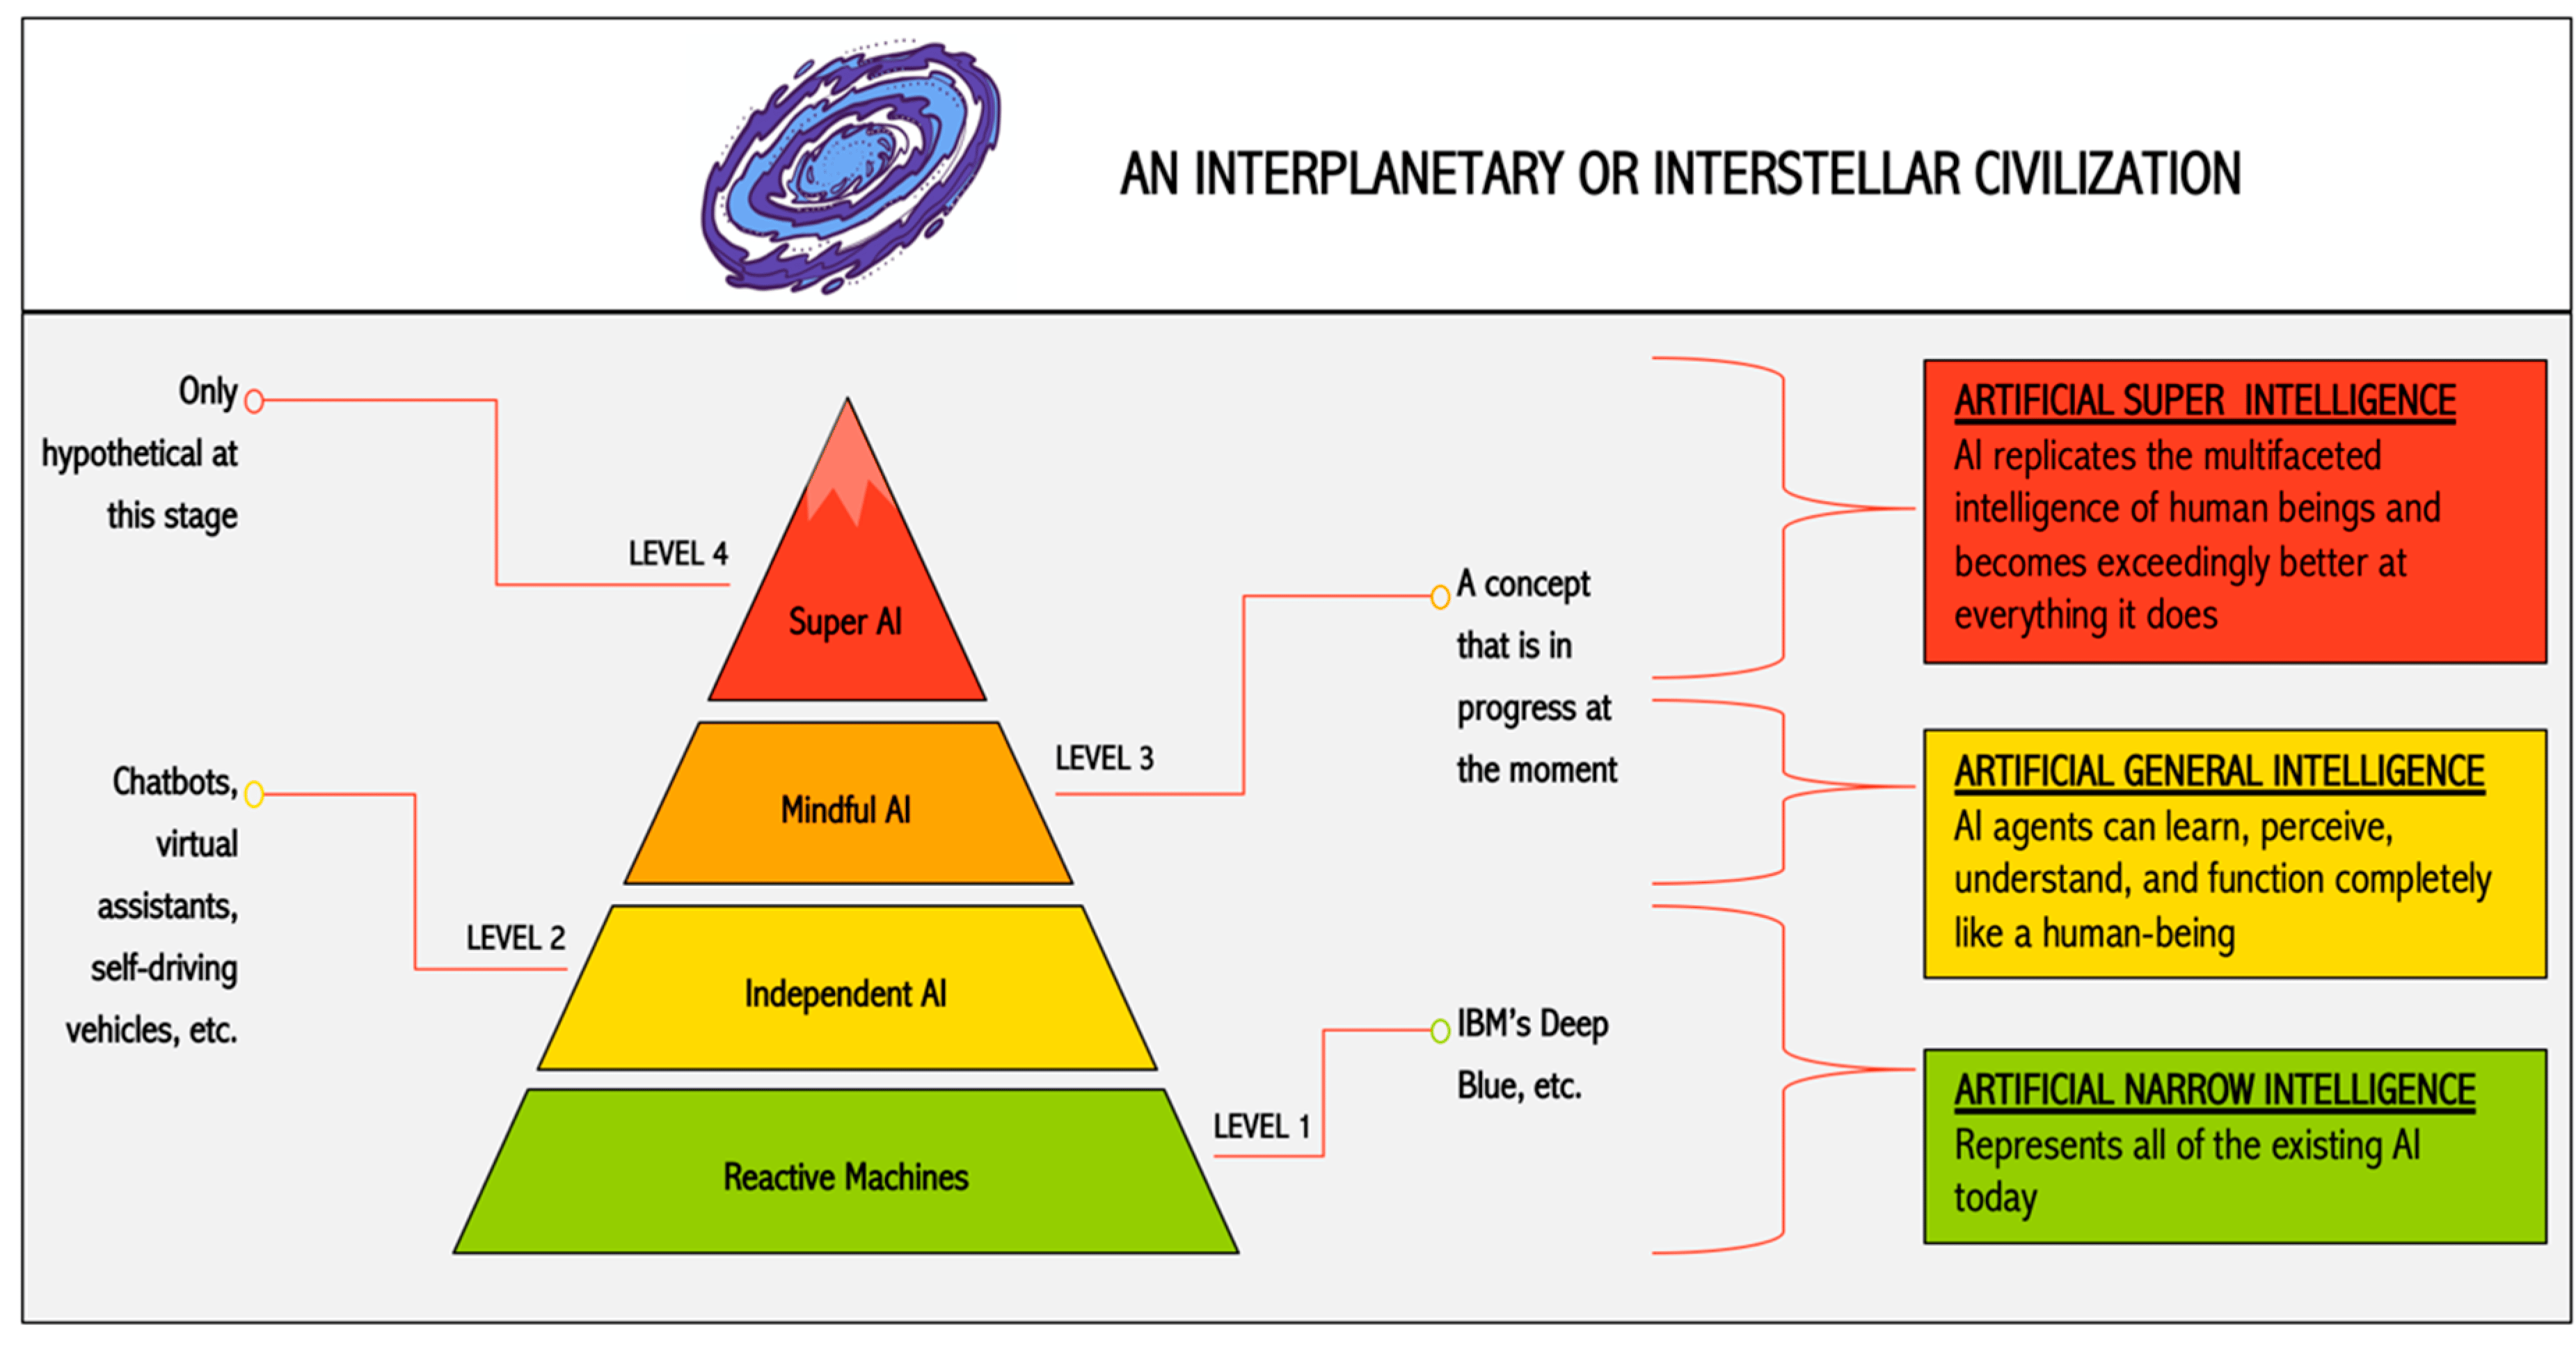 AN INTERPLANETARY OR INTERSTELLAR CIVILIZATION
Only
hypothetical at
this stage
LEVEL 4
Super AI
A concept
that is in
progress at
the moment
LEVEL 3
Mindful AI
Chatbots,
virtual
assistants,
self-driving
vehicles, etc.
LEVEL 2
Independent AI
IBM’s Deep
Blue, etc.
LEVEL 1
Reactive Machines
ARTIFICIAL SUPER INTELLIGENCE
AI replicates the multifaceted
intelligence of human beings and
becomes exceedingly better at
everything it does
ARTIFICIAL GENERAL INTELLIGENCE
AI agents can learn, perceive,
understand, and function completely
like a human-being
ARTIFICIAL NARROW INTELLIGENCE
Represents all of the existing AI
today